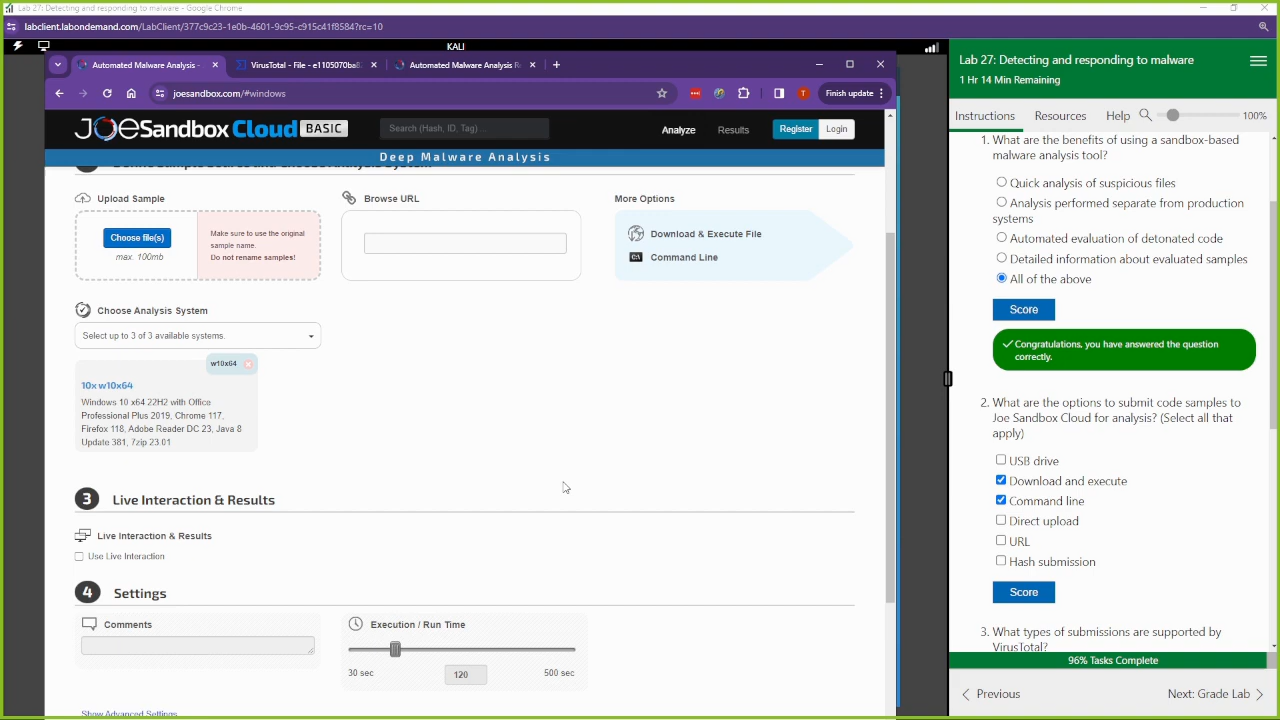 Lab 27: Detecting and responding to malware - Google Chrome
labclient.labondemand.com/LabClient/377c9c23-1e0b-4601-9c95-c915c41f8584?rc=10
KALI
Automated Malware Analysis -
VirusTotal - File - e1105070ba8
Automated Malware Analysis R
joesandbox.com/#windows
Finish update
JOESandbox Cloud BASIC
Search (Hash, ID. Tag) ...
Analyze
Results
Register
Login
Deep Malware Analysis
Upload Sample
Choose file(s)
max. 100mb
Make sure to use the original
sample name.
Do not rename samples!
Browse URL
More Options
Download & Execute File
Command Line
Choose Analysis System
Select up to 3 of 3 available systems.
w10x64
10x w10x64
Windows 10 x64 22H2 with Office
Professional Plus 2019, Chrome 117,
Firefox 118, Adobe Reader DC 23, Java 8
Update 381, 7zip 23.01
3 Live Interaction & Results
Live Interaction & Results
Use Live Interaction
4 Settings
Comments
Execution / Run Time
30 sec
120
500 sec
Show Advanced Settings
Lab 27: Detecting and responding to malware
1 Hr 14 Min Remaining
Instructions
Resources
Help
100%
1. What are the benefits of using a sandbox-based
malware analysis tool?
Quick analysis of suspicious files
Analysis performed separate from production
systems
Automated evaluation of detonated code
Detailed information about evaluated samples
All of the above
Score
Congratulations, you have answered the question
correctly.
2. What are the options to submit code samples to
Joe Sandbox Cloud for analysis? (Select all that
apply)
USB drive
Download and execute
Command line
Direct upload
URL
Hash submission
Score
3. What types of submissions are supported by
VirusTotal?
96% Tasks Complete
Previous
Next: Grade Lab